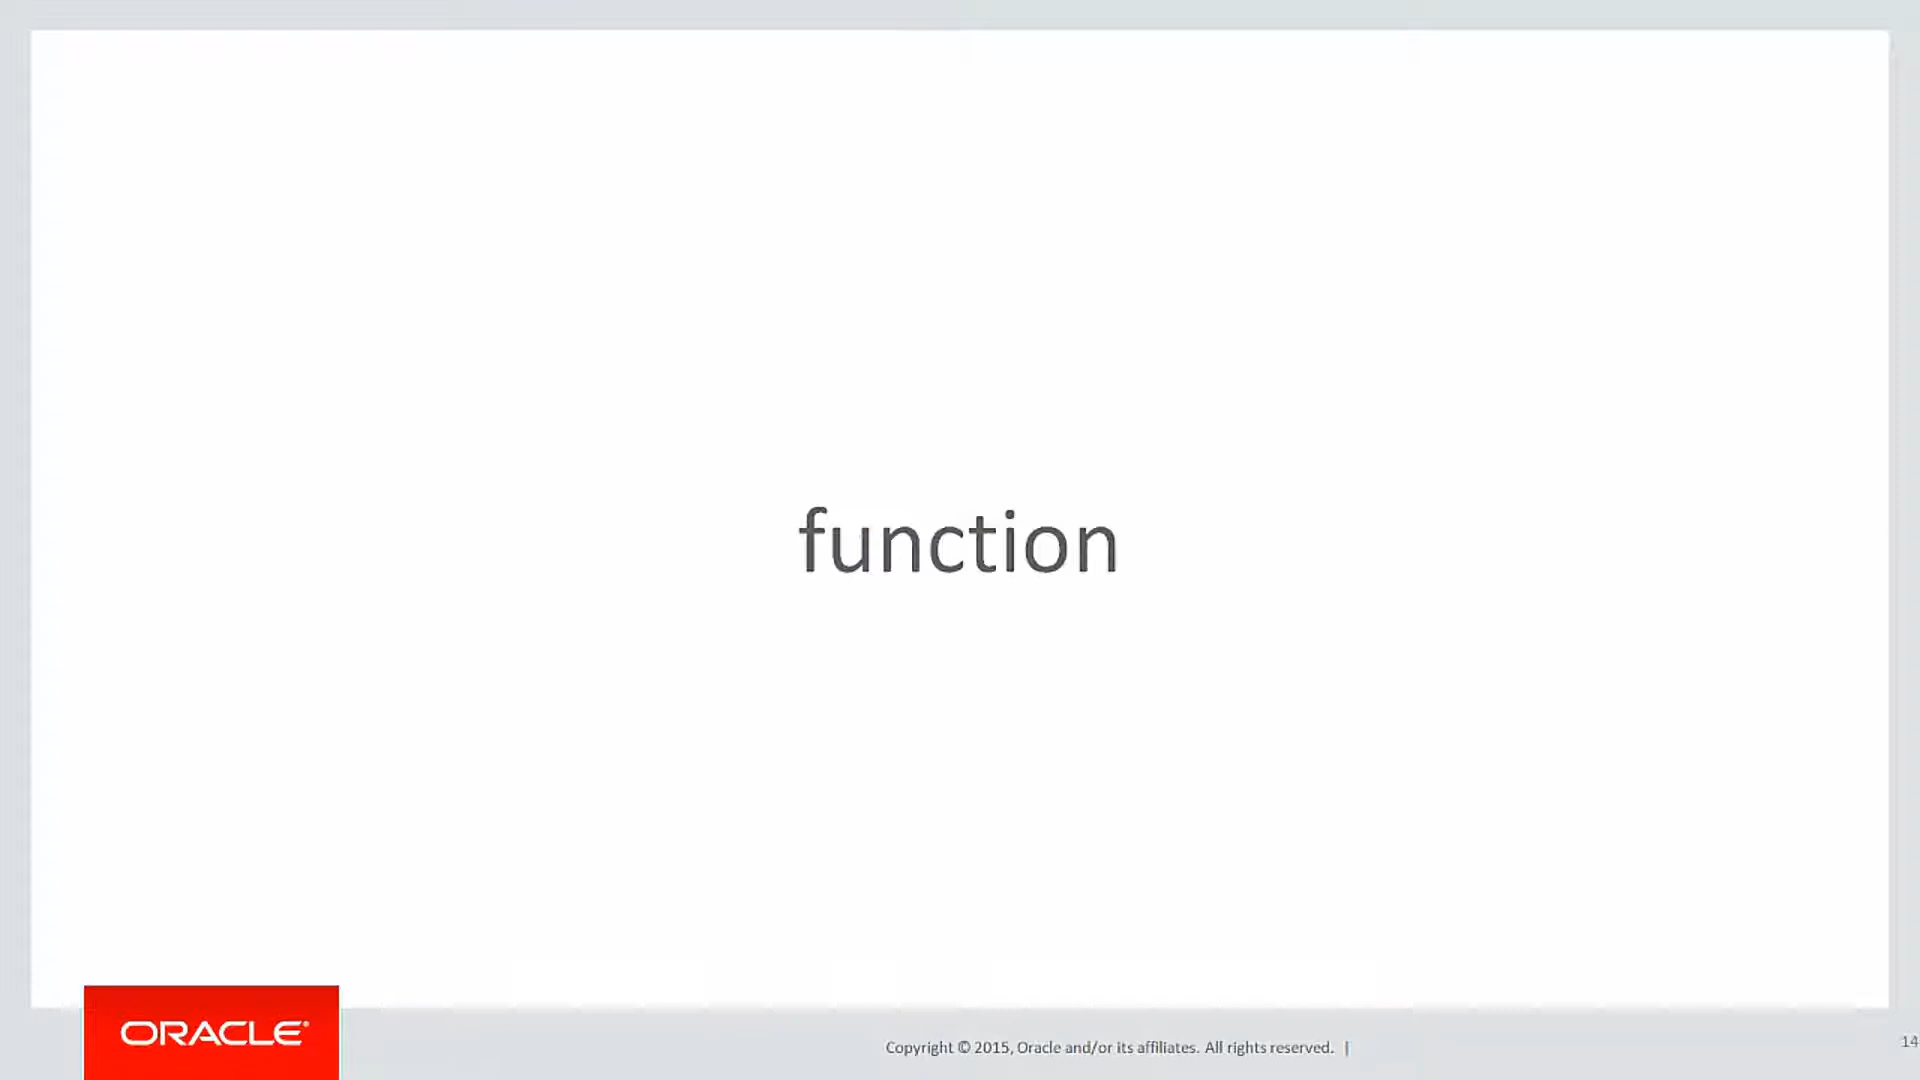 function
ORACLE®
Copyright © 2015, Oracle and/or its affiliates. All rights reserved. |
14